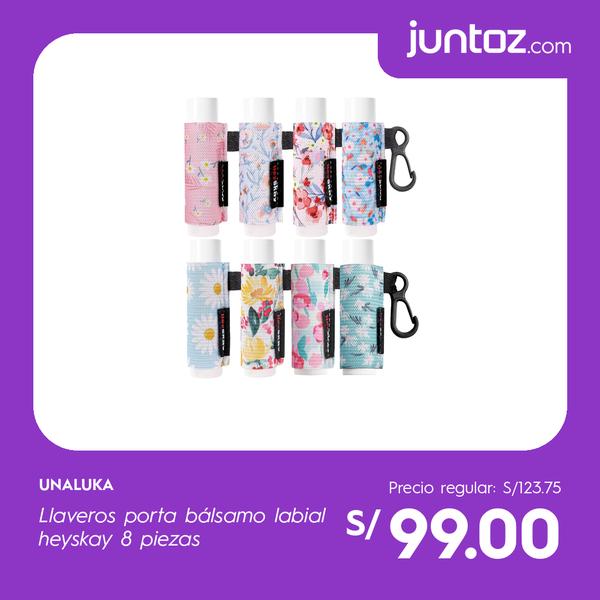 juntoz.com
UNALUKA
Llaveros porta bálsamo labial
heyskay 8 piezas
Precio regular: S/123.75
S/ 99.00